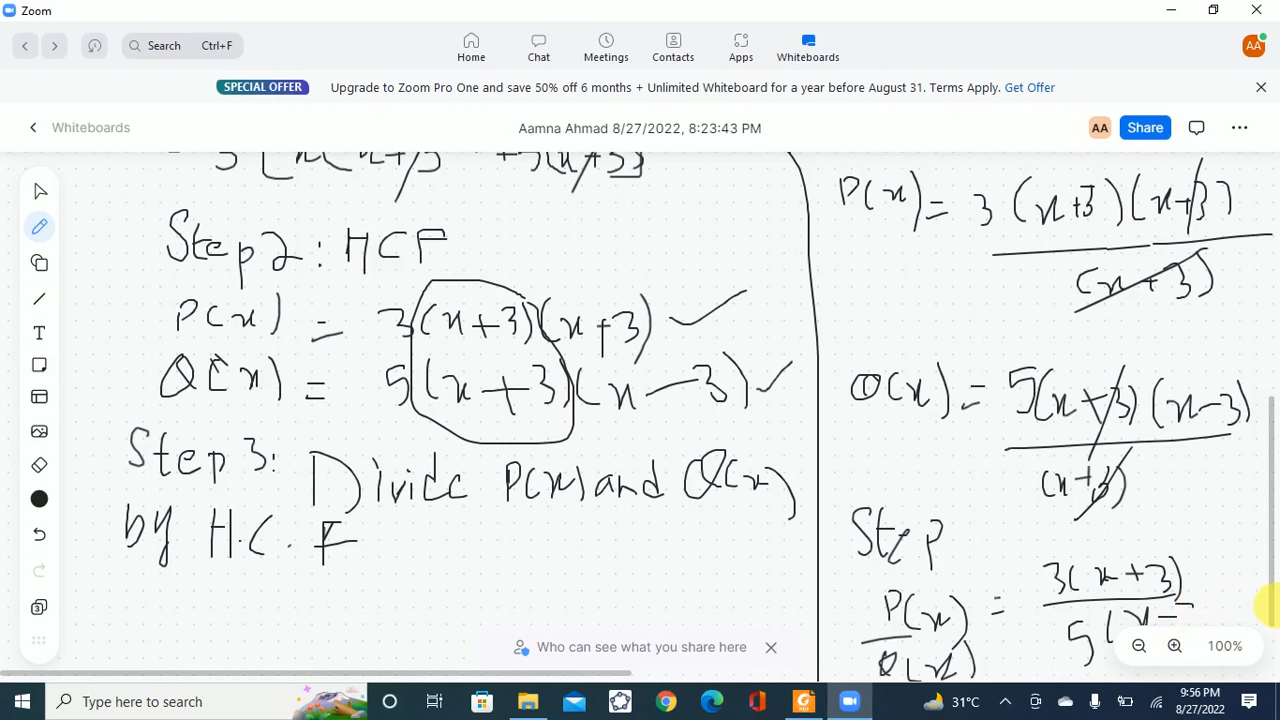 Zoom
Search Ctrl+F
Home
Chat
Meetings
Contacts
Apps
Whiteboards
AA
SPECIAL OFFER Upgrade to Zoom Pro One and save 50% off 6 months + Unlimited Whiteboard for a year before August 31. Terms Apply. Get Offer
Whiteboards
Aamna Ahmad 8/27/2022, 8:23:43 PM
AA
Share
Step 2: HCF
P(x) = 3(x+3)(x+3)
Q(x) = 5(x+3)(x-3)
Step 3: Divide P(x) and Q(x)
by H.C.F
P(x) = 3(x+3)(x+3)
(x+3)
Q(x) = 5(x+3)(x-3)
(x+3)
Step
P(x) = 3(x+3)
Q(x) 5(x-
Who can see what you share here
100%
Type here to search
31°C
9:56 PM
8/27/2022